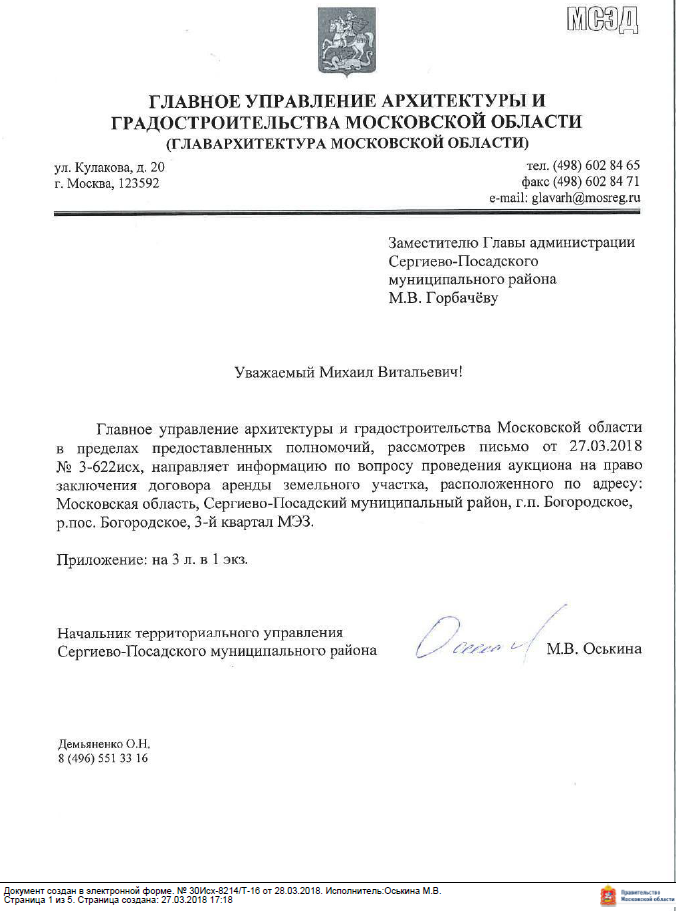 МСЭД
ГЛАВНОЕ УПРАВЛЕНИЕ АРХИТЕКТУРЫ И
ГРАДОСТРОИТЕЛЬСТВА МОСКОВСКОЙ ОБЛАСТИ
(ГЛАВАРХИТЕКТУРА МОСКОВСКОЙ ОБЛАСТИ)
ул. Кулакова, д. 20
г. Москва, 123592
тел. (498) 602 84 65
факс (498) 602 84 71
e-mail: glavarh@mosreg.ru
Заместителю Главы администрации
Сергиево-Посадского
муниципального района
М.В. Горбачёву
Уважаемый Михаил Витальевич!
Главное управление архитектуры и градостроительства Московской области
в пределах предоставленных полномочий, рассмотрев письмо от 27.03.2018
№ 3-622исх, направляет информацию по вопросу проведения аукциона на право
заключения договора аренды земельного участка, расположенного по адресу:
Московская область, Сергиево-Посадский муниципальный район, г.п. Богородское,
р.пос. Богородское, 3-й квартал МЭЗ.
Приложение: на 3 л. в 1 экз.
Начальник территориального управления
Сергиево-Посадского муниципального района
М.В. Оськина
Демьяненко О.Н.
8 (496) 551 33 16
Документ создан в электронной форме. № 30Исх-8214/Т-16 от 28.03.2018. Исполнитель:Оськина М.В.
Страница 1 из 5. Страница создана: 27.03.2018 17:18
Правительство
Московской области